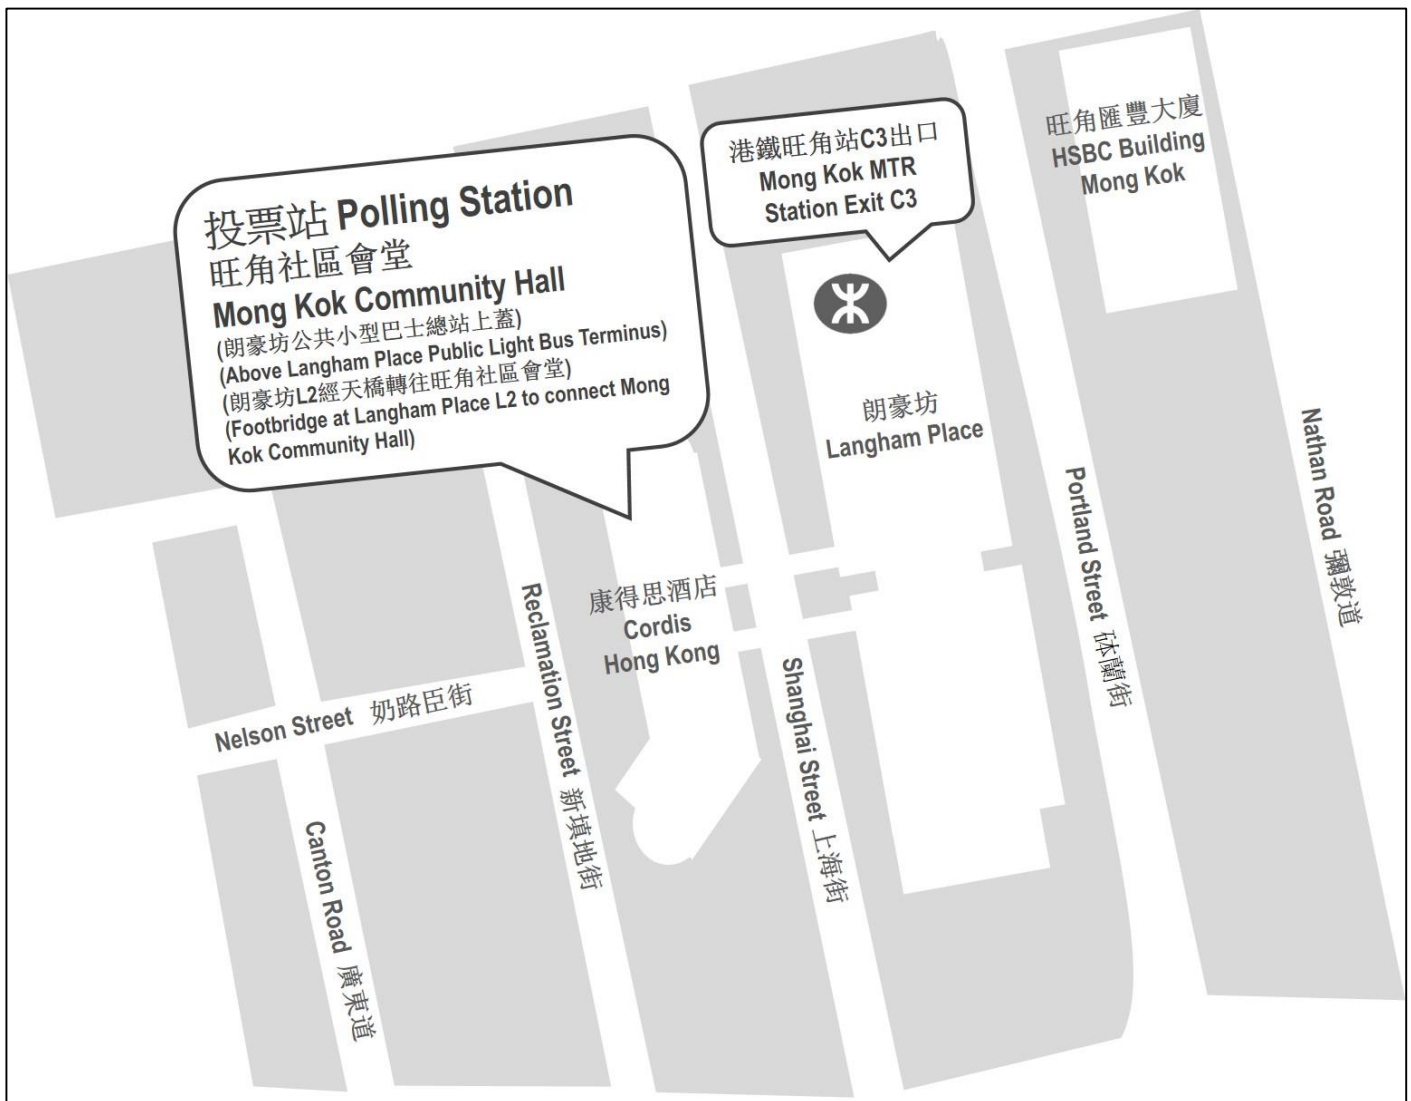 投票站 Polling Station
旺角社區會堂
Mong Kok Community Hall
(朗豪坊公共小型巴士總站上蓋)
(Above Langham Place Public Light Bus Terminus)
(朗豪坊L2經天橋轉往旺角社區會堂)
(Footbridge at Langham Place L2 to connect Mong
Kok Community Hall)
港鐵旺角站C3出口
Mong Kok MTR
Station Exit C3
旺角匯豐大廈
HSBC Building
Mong Kok
朗豪坊
Langham Place
康得思酒店
Cordis
Hong Kong
Nelson Street 奶路臣街
Canton Road 廣東道
Reclamation Street 新填地街
Shanghai Street 上海街
Portland Street 砵蘭街
Nathan Road 彌敦道